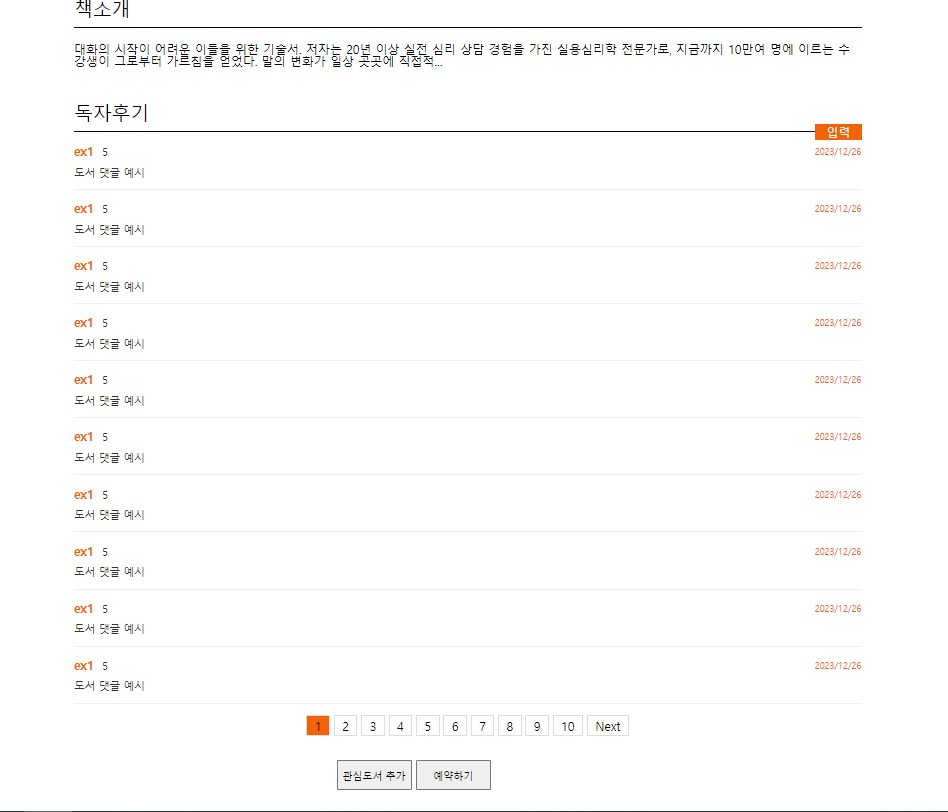 책소개
대화의 시작이 어려운 이들을 위한 기술서. 저자는 20년 이상 실전 심리 상담 경험을 가진 실용심리학 전문가로, 지금까지 10만여 명에 이르는 수
강생이 그로부터 가르침을 얻었다. 말의 변화가 일상 곳곳에 직접적...
독자후기
입력
ex1 5 2023/12/26
도서 댓글 예시
ex1 5 2023/12/26
도서 댓글 예시
ex1 5 2023/12/26
도서 댓글 예시
ex1 5 2023/12/26
도서 댓글 예시
ex1 5 2023/12/26
도서 댓글 예시
ex1 5 2023/12/26
도서 댓글 예시
ex1 5 2023/12/26
도서 댓글 예시
ex1 5 2023/12/26
도서 댓글 예시
ex1 5 2023/12/26
도서 댓글 예시
ex1 5 2023/12/26
도서 댓글 예시
1 2 3 4 5 6 7 8 9 10 Next
관심도서 추가 예약하기